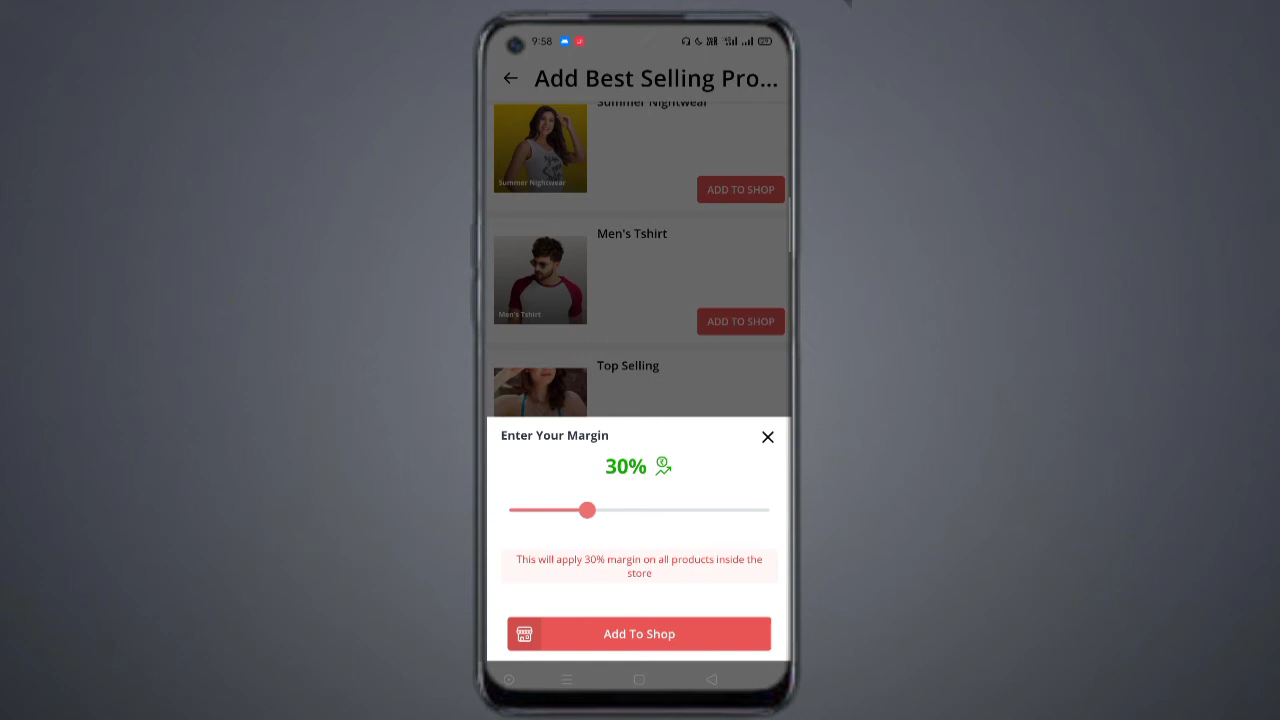 9:58
Add Best Selling Pro...
Summer Nightwear
Summer Nightwear
ADD TO SHOP
Men's Tshirt
Men's Tshirt
ADD TO SHOP
Top Selling
Enter Your Margin
30%
This will apply 30% margin on all products inside the
store
Add To Shop